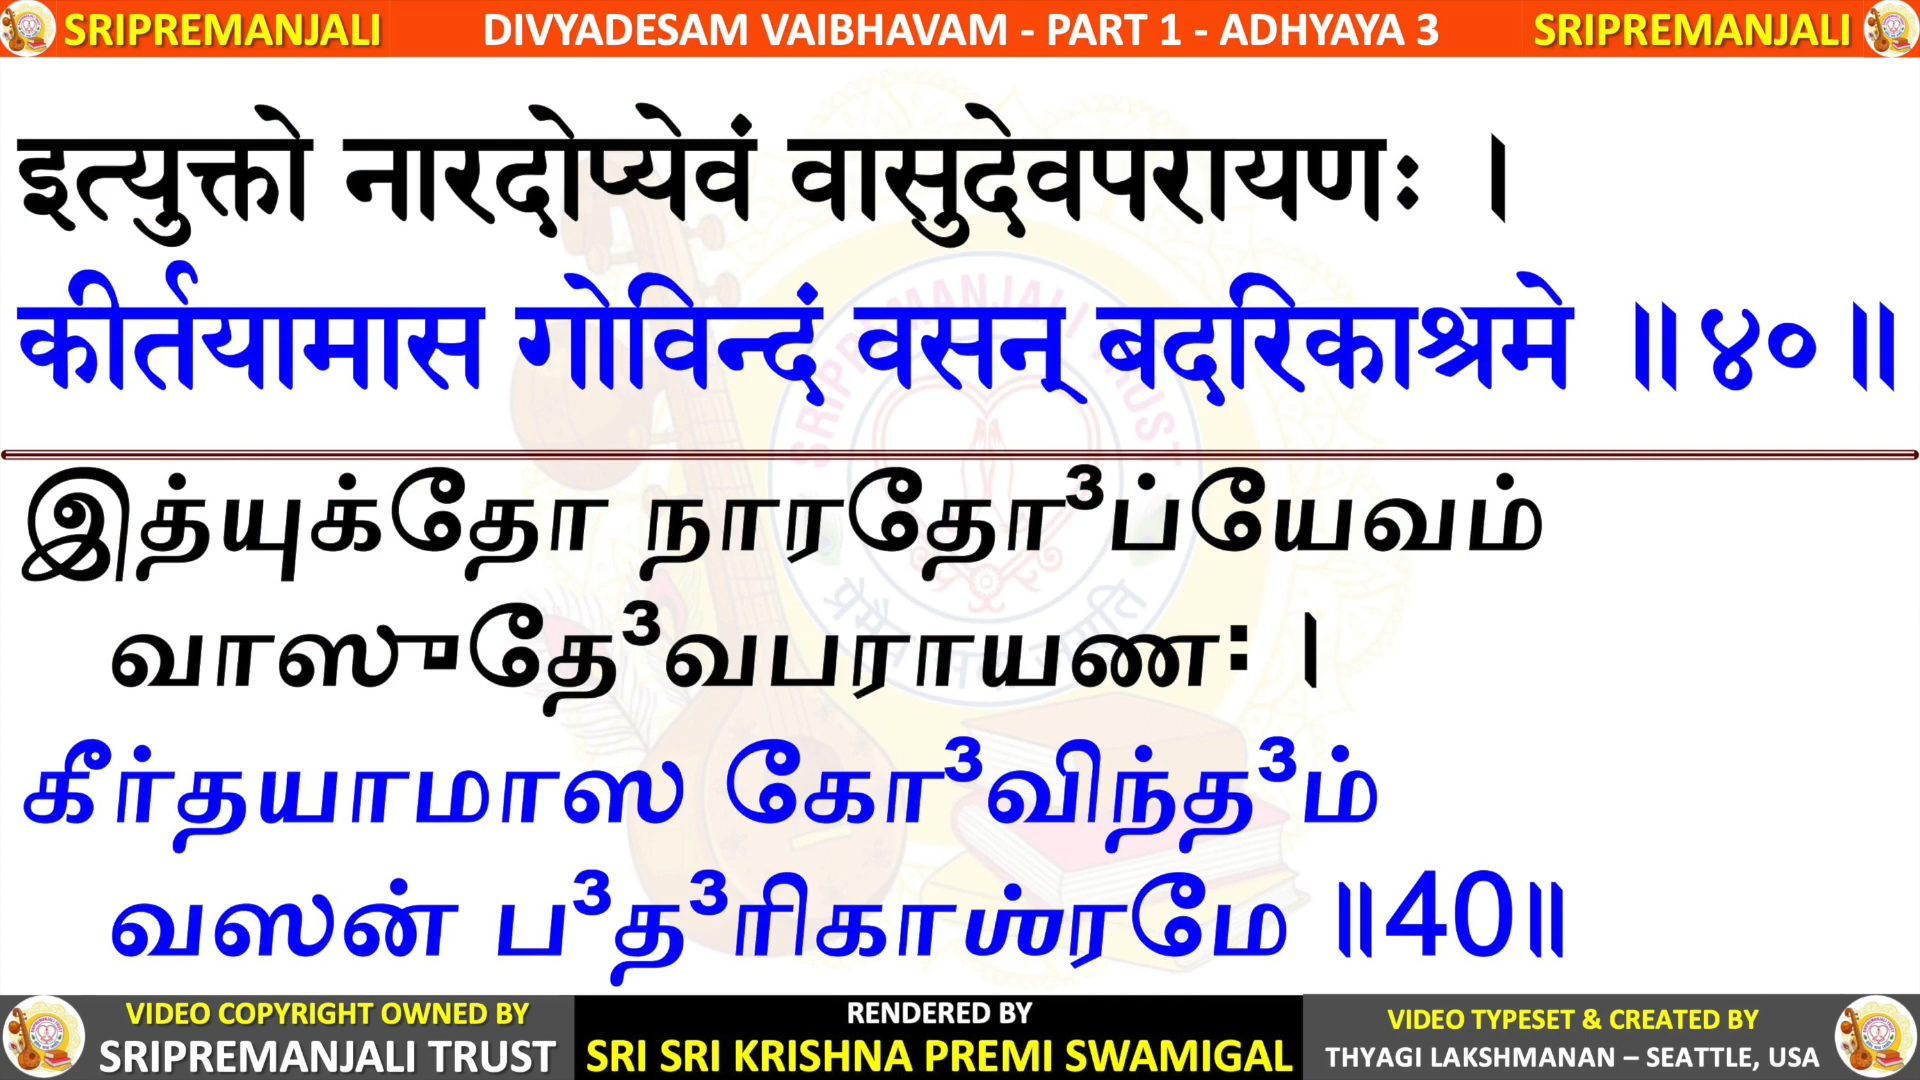 SRIPREMANJALI DIVYADESAM VAIBHAVAM - PART 1 - ADHYAYA 3 SRIPREMANJALI
इत्युक्तो नारदोप्येवं वासुदेवपरायणः ।
कीर्तयामास गोविन्दं वसन् बदरिकाश्रमे ॥४०॥
இத்யுக்தோ நாரதோ³ப்யேவம்
வாஸுதே³வபராயண꞉ ।
கீர்தயாமாஸ கோ³விந்த³ம்
வஸன் ப³த³ரிகாஶ்ரமே ॥40॥
VIDEO COPYRIGHT OWNED BY
SRIPREMANJALI TRUST
RENDERED BY
SRI SRI KRISHNA PREMI SWAMIGAL
VIDEO TYPESET & CREATED BY
THYAGI LAKSHMANAN – SEATTLE, USA